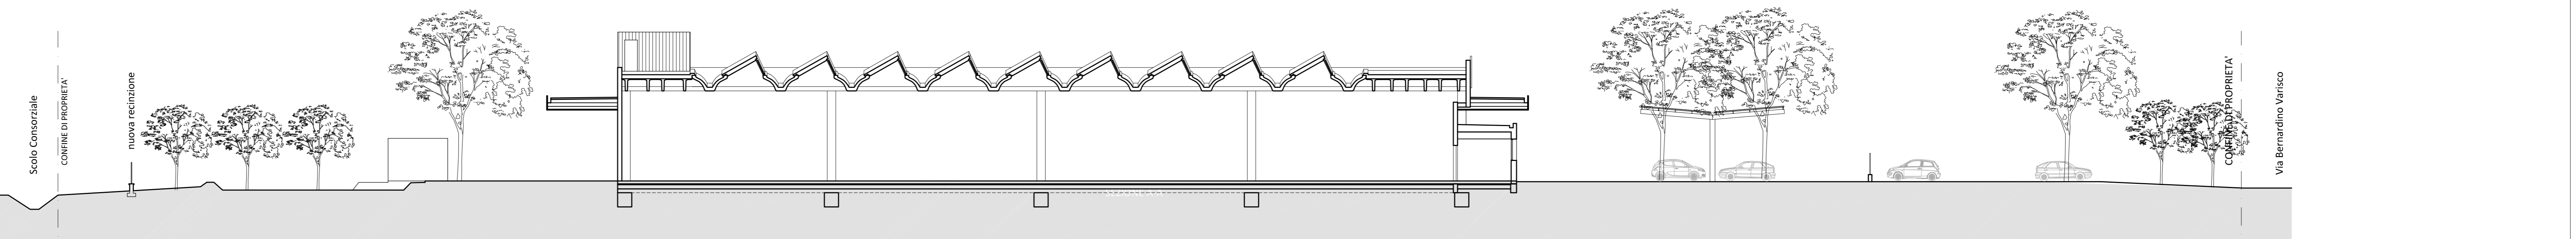 Scolo Consorziale
CONFINE DI PROPRIETA'
nuova recinzione
CONFINE DI PROPRIETA'
Via Bernardino Varisco